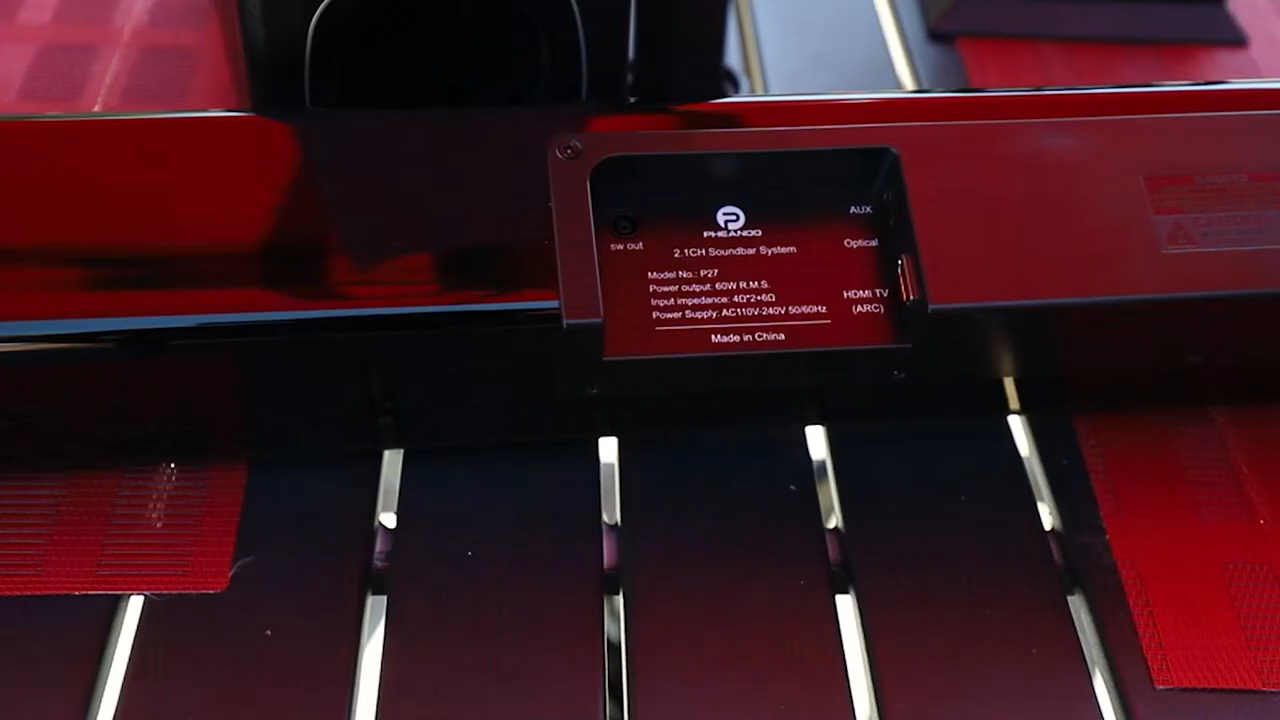 PHEANOO
2.1CH Soundbar System
Model No.: P27
Power output: 60W R.M.S.
Input impedance: 4Ω*2+6Ω
Power Supply: AC110V-240V 50/60Hz
Made in China
sw out
AUX
Optical
HDMI TV
(ARC)
CAUTION